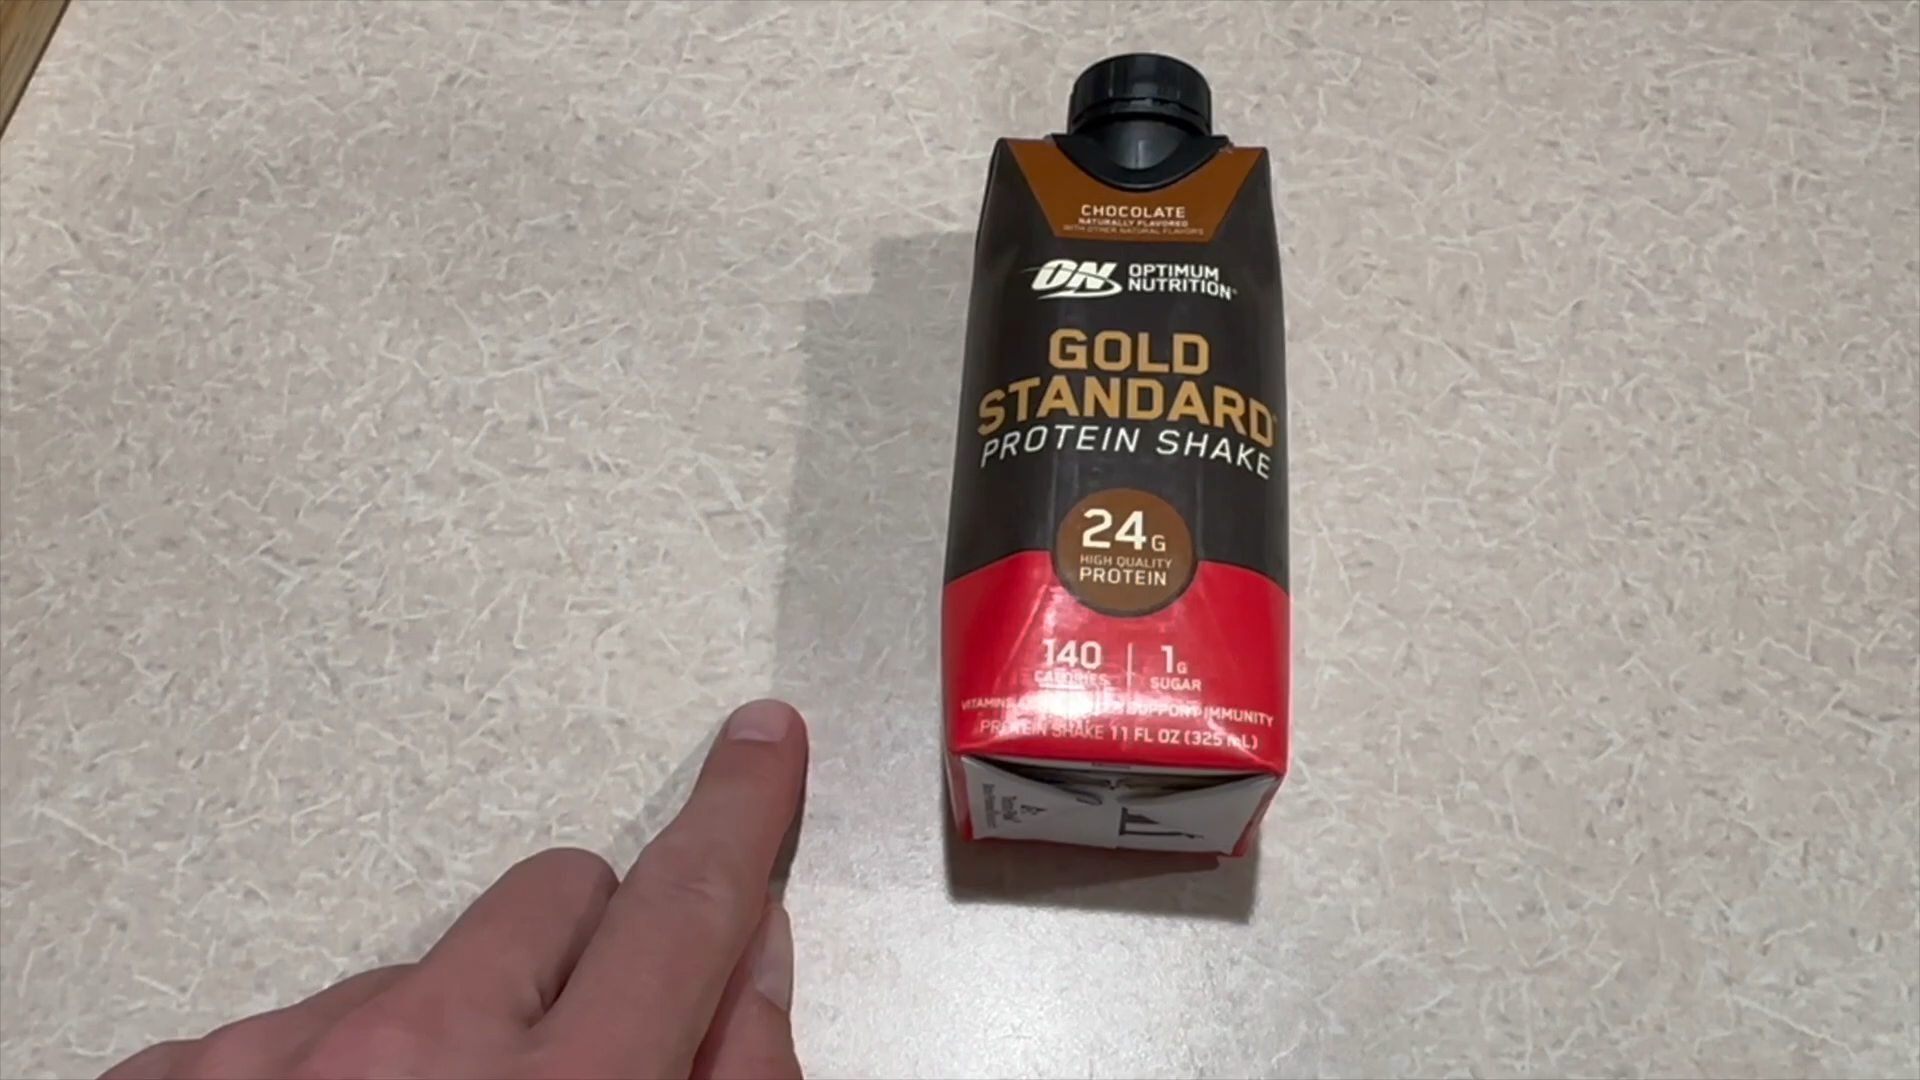 CHOCOLATE
NATURALLY FLAVORED
WITH OTHER NATURAL FLAVORS
ON OPTIMUM
NUTRITION®
GOLD
STANDARD®
PROTEIN SHAKE
24G
HIGH QUALITY
PROTEIN
140
CALORIES
1G
SUGAR
VITAMINS SUPPORT IMMUNITY
PROTEIN SHAKE 11 FL OZ (325 mL)